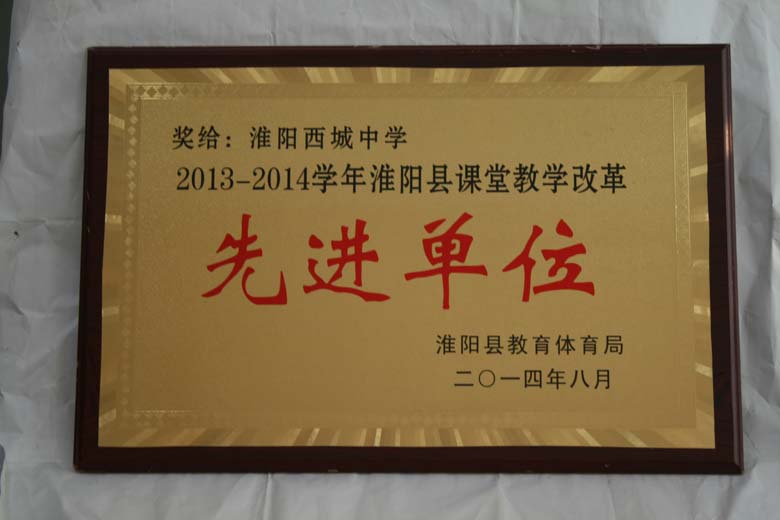 奖给：淮阳西城中学
2013-2014学年淮阳县课堂教学改革
先进单位
淮阳县教育体育局
二〇一四年八月